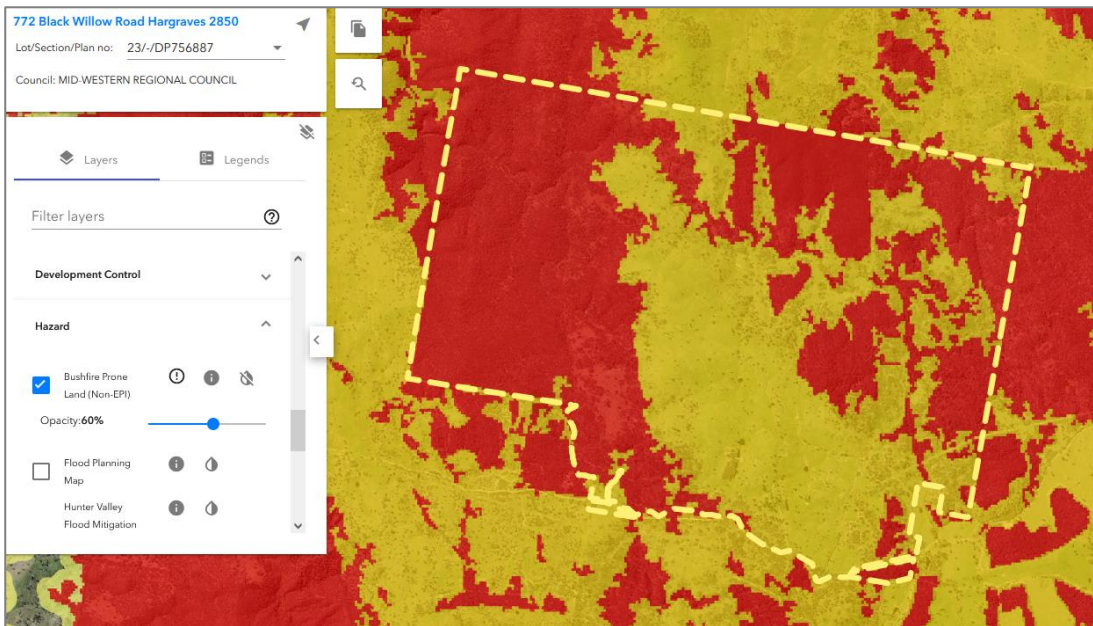 772 Black Willow Road Hargraves 2850
Lot/Section/Plan no: 23/-/DP756887
Council: MID-WESTERN REGIONAL COUNCIL
Layers
Legends
Filter layers
Development Control
Hazard
Bushfire Prone
Land (Non-EPI)
Opacity:60%
Flood Planning
Map
Hunter Valley
Flood Mitigation